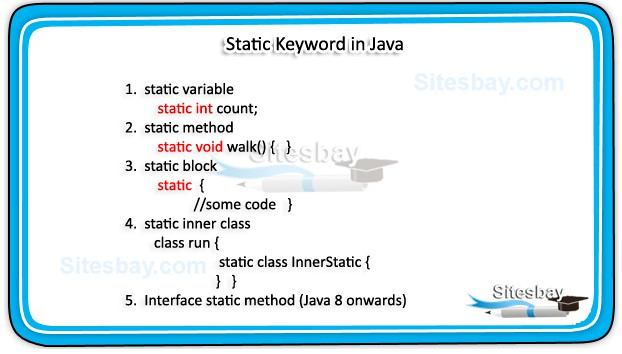 Static Keyword in Java
Sitesbay.com
1. static variable
static int count;
2. static method
static void walk() { }
Sitesbay
3. static block
static {
//some code }
4. static inner class
class run {
static class InnerStatic {
Sitesbay.com
} }
5. Interface static method (Java 8 onwards)
Sitesbay